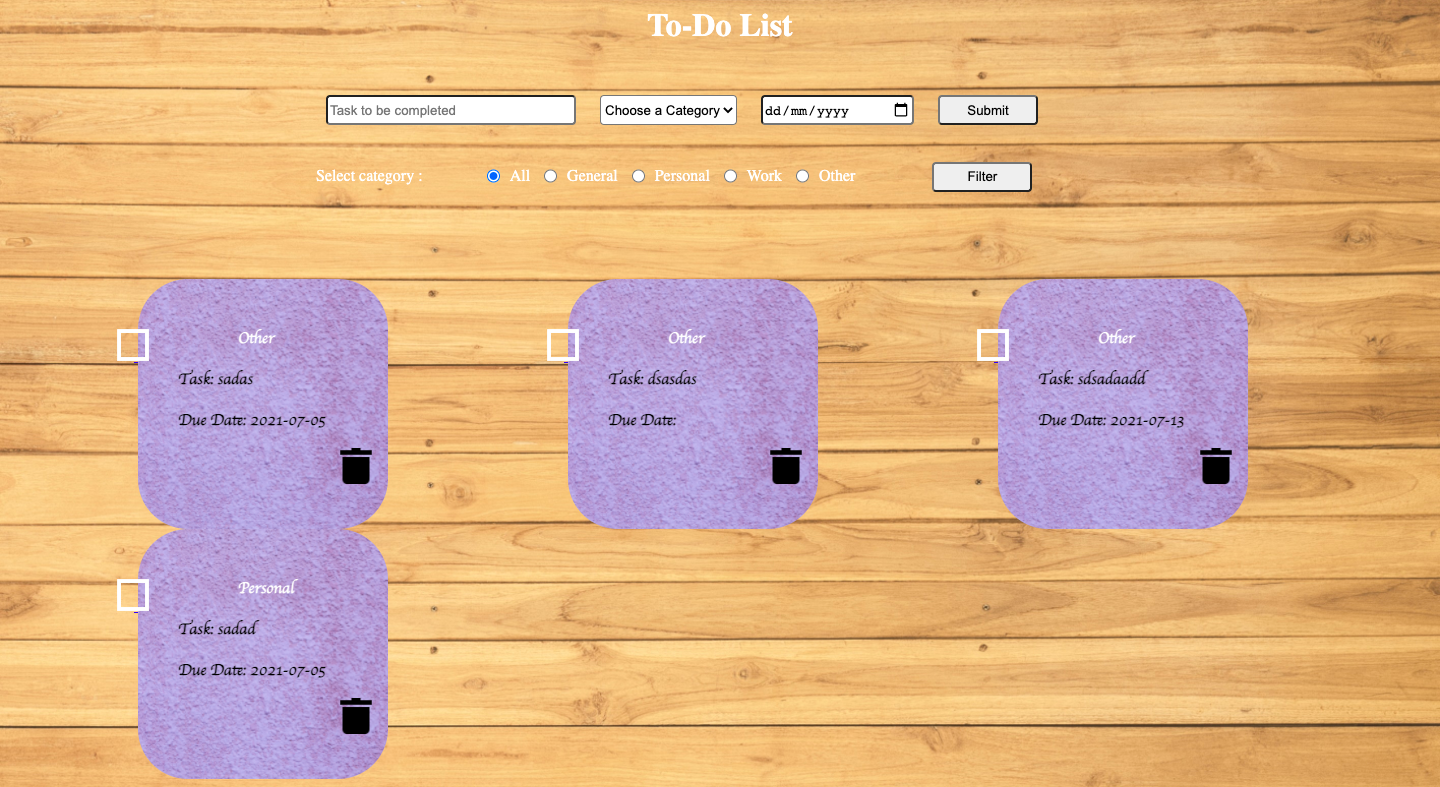 To-Do List
Task to be completed Choose a Category dd/mm/yyyy Submit
Select category : All General Personal Work Other Filter
Other
Task: sadas
Due Date: 2021-07-05
Other
Task: dsasdas
Due Date:
Other
Task: sdsadaadd
Due Date: 2021-07-13
Personal
Task: sadad
Due Date: 2021-07-05